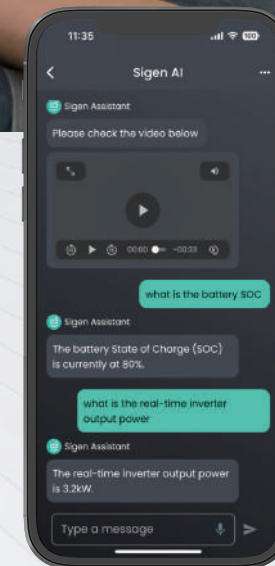 11:35
100
Sigen AI
Sigen Assistant
Please check the video below
00:00
-00:33
what is the battery SOC
Sigen Assistant
The battery State of Charge (SOC)
is currently at 80%.
what is the real-time inverter
output power
Sigen Assistant
The real-time inverter output power
is 3.2kW.
Type a message